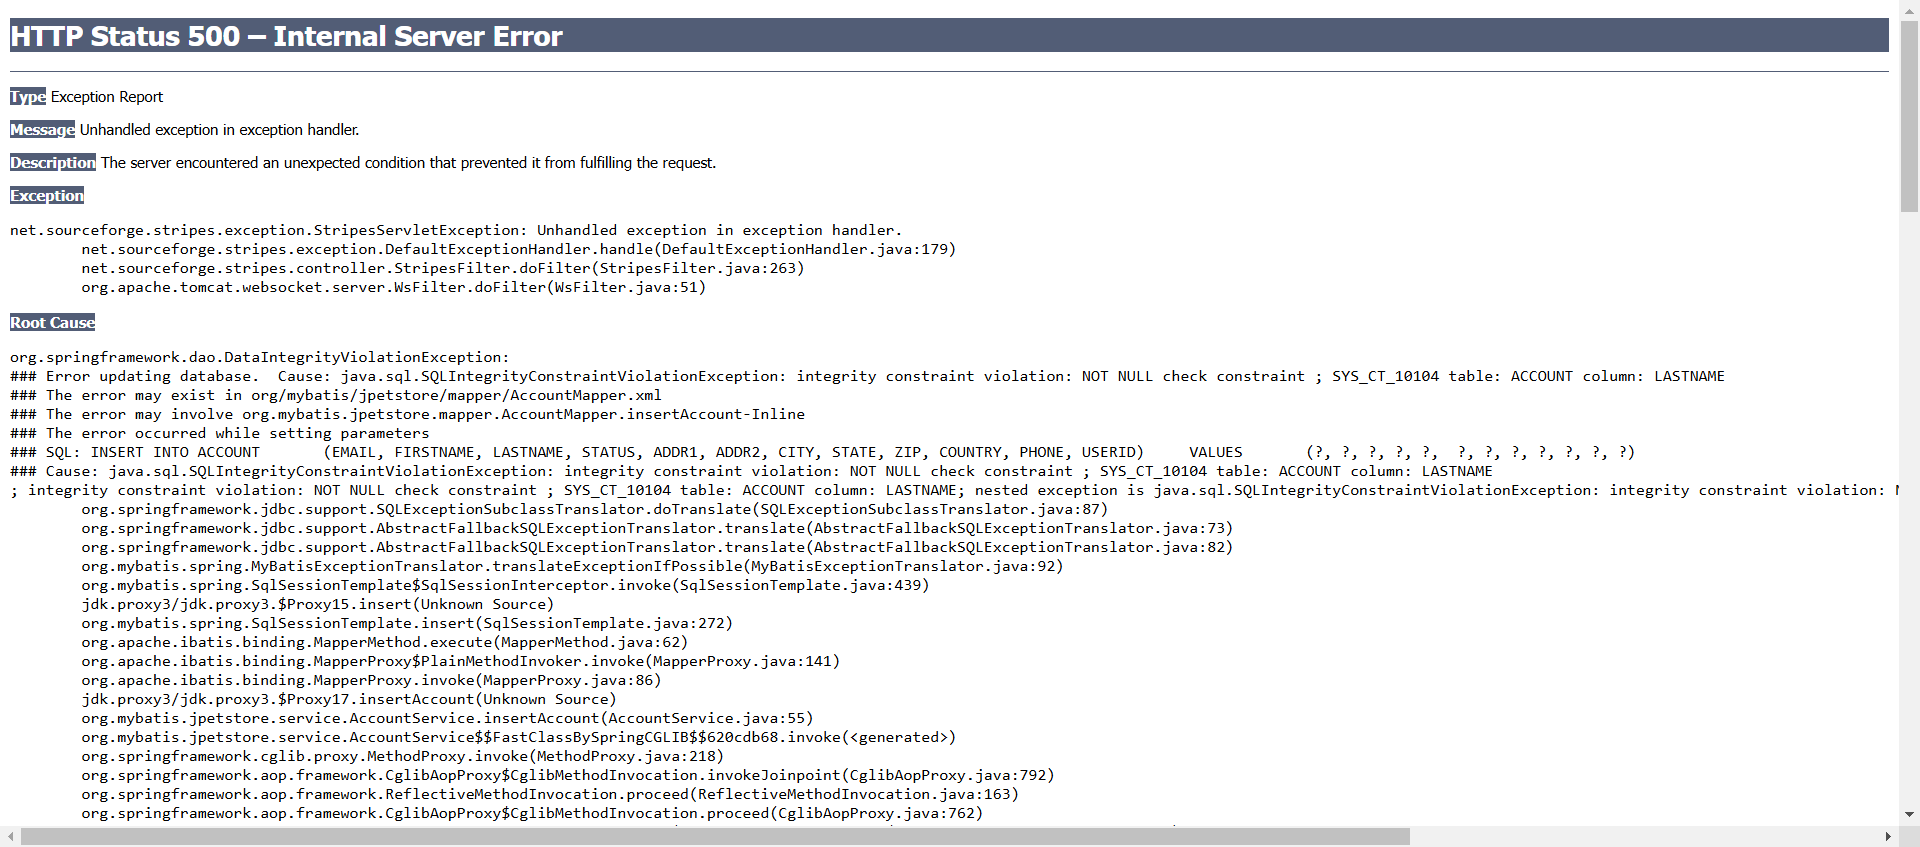 HTTP Status 500 – Internal Server Error
Type Exception Report
Message Unhandled exception in exception handler.
Description The server encountered an unexpected condition that prevented it from fulfilling the request.
Exception
net.sourceforge.stripes.exception.StripesServletException: Unhandled exception in exception handler.
	net.sourceforge.stripes.exception.DefaultExceptionHandler.handle(DefaultExceptionHandler.java:179)
	net.sourceforge.stripes.controller.StripesFilter.doFilter(StripesFilter.java:263)
	org.apache.tomcat.websocket.server.WsFilter.doFilter(WsFilter.java:51)
Root Cause
org.springframework.dao.DataIntegrityViolationException:
### Error updating database.  Cause: java.sql.SQLIntegrityConstraintViolationException: integrity constraint violation: NOT NULL check constraint ; SYS_CT_10104 table: ACCOUNT column: LASTNAME
### The error may exist in org/mybatis/jpetstore/mapper/AccountMapper.xml
### The error may involve org.mybatis.jpetstore.mapper.AccountMapper.insertAccount-Inline
### The error occurred while setting parameters
### SQL: INSERT INTO ACCOUNT       (EMAIL, FIRSTNAME, LASTNAME, STATUS, ADDR1, ADDR2, CITY, STATE, ZIP, COUNTRY, PHONE, USERID)     VALUES       (?, ?, ?, ?, ?,  ?, ?, ?, ?, ?, ?, ?)
### Cause: java.sql.SQLIntegrityConstraintViolationException: integrity constraint violation: NOT NULL check constraint ; SYS_CT_10104 table: ACCOUNT column: LASTNAME
; integrity constraint violation: NOT NULL check constraint ; SYS_CT_10104 table: ACCOUNT column: LASTNAME; nested exception is java.sql.SQLIntegrityConstraintViolationException: integrity constraint violation:
	org.springframework.jdbc.support.SQLExceptionSubclassTranslator.doTranslate(SQLExceptionSubclassTranslator.java:87)
	org.springframework.jdbc.support.AbstractFallbackSQLExceptionTranslator.translate(AbstractFallbackSQLExceptionTranslator.java:73)
	org.springframework.jdbc.support.AbstractFallbackSQLExceptionTranslator.translate(AbstractFallbackSQLExceptionTranslator.java:82)
	org.mybatis.spring.MyBatisExceptionTranslator.translateExceptionIfPossible(MyBatisExceptionTranslator.java:92)
	org.mybatis.spring.SqlSessionTemplate$SqlSessionInterceptor.invoke(SqlSessionTemplate.java:439)
	jdk.proxy3/jdk.proxy3.$Proxy15.insert(Unknown Source)
	org.mybatis.spring.SqlSessionTemplate.insert(SqlSessionTemplate.java:272)
	org.apache.ibatis.binding.MapperMethod.execute(MapperMethod.java:62)
	org.apache.ibatis.binding.MapperProxy$PlainMethodInvoker.invoke(MapperProxy.java:141)
	org.apache.ibatis.binding.MapperProxy.invoke(MapperProxy.java:86)
	jdk.proxy3/jdk.proxy3.$Proxy17.insertAccount(Unknown Source)
	org.mybatis.jpetstore.service.AccountService.insertAccount(AccountService.java:55)
	org.mybatis.jpetstore.service.AccountService$$FastClassBySpringCGLIB$$620cdb68.invoke(<generated>)
	org.springframework.cglib.proxy.MethodProxy.invoke(MethodProxy.java:218)
	org.springframework.aop.framework.CglibAopProxy$CglibMethodInvocation.invokeJoinpoint(CglibAopProxy.java:792)
	org.springframework.aop.framework.ReflectiveMethodInvocation.proceed(ReflectiveMethodInvocation.java:163)
	org.springframework.aop.framework.CglibAopProxy$CglibMethodInvocation.proceed(CglibAopProxy.java:762)